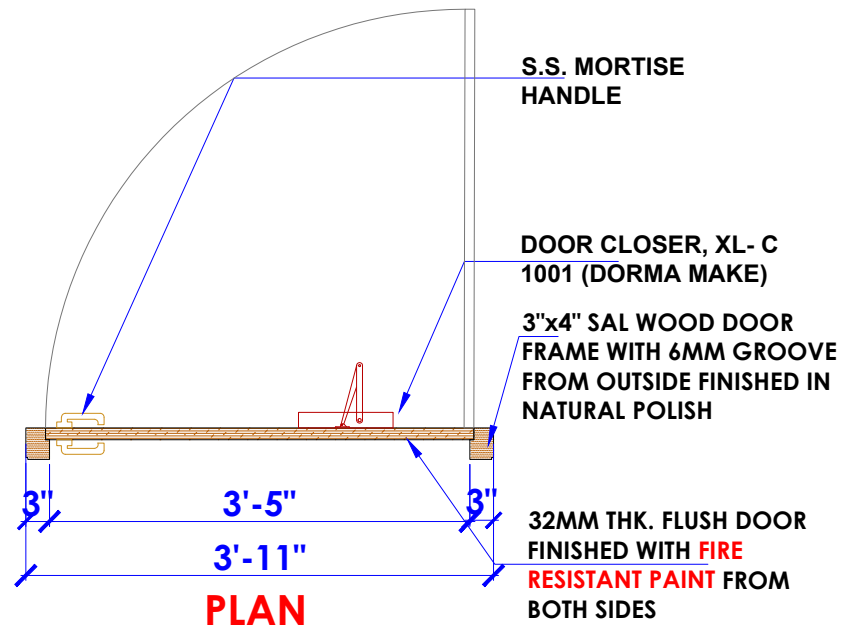 S.S. MORTISE
HANDLE
DOOR CLOSER, XL- C
1001 (DORMA MAKE)
3"x4" SAL WOOD DOOR
FRAME WITH 6MM GROOVE
FROM OUTSIDE FINISHED IN
NATURAL POLISH
3" 3'-5" 3"
3'-11"
32MM THK. FLUSH DOOR
FINISHED WITH FIRE
RESISTANT PAINT FROM
BOTH SIDES
PLAN